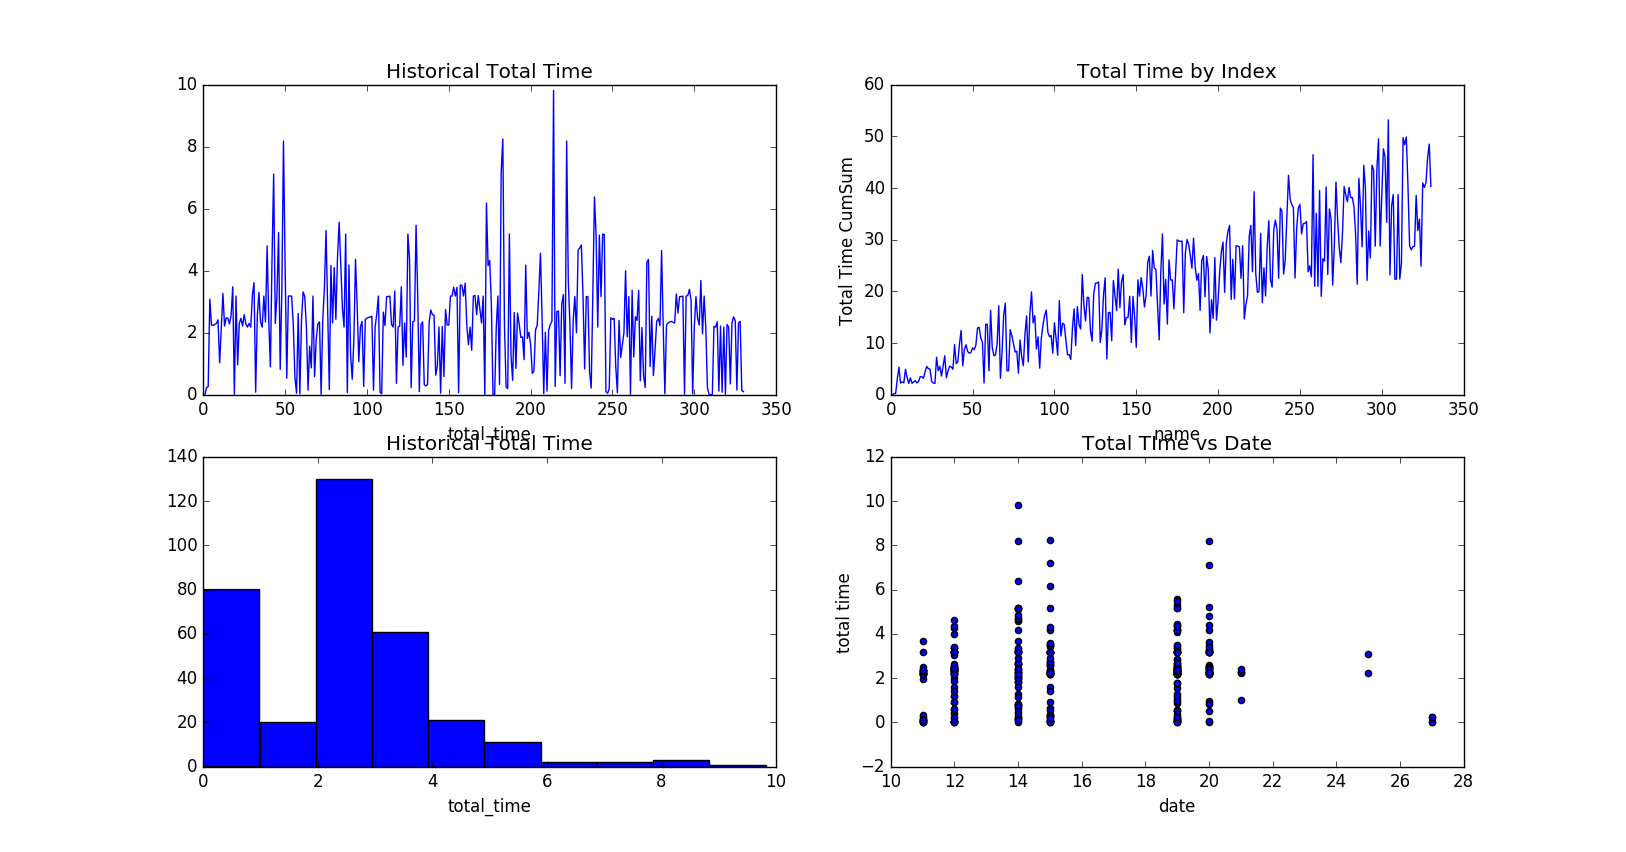 Historical Total Time
10
8
6
4
2
0
0 50 100 150 200 250 300 350
total_time
Total Time by Index
Total Time CumSum
60
50
40
30
20
10
0
0 50 100 150 200 250 300 350
name
Historical Total Time
140
120
100
80
60
40
20
0
0 2 4 6 8 10
total_time
Total TIme vs Date
total time
12
10
8
6
4
2
0
−2
10 12 14 16 18 20 22 24 26 28
date